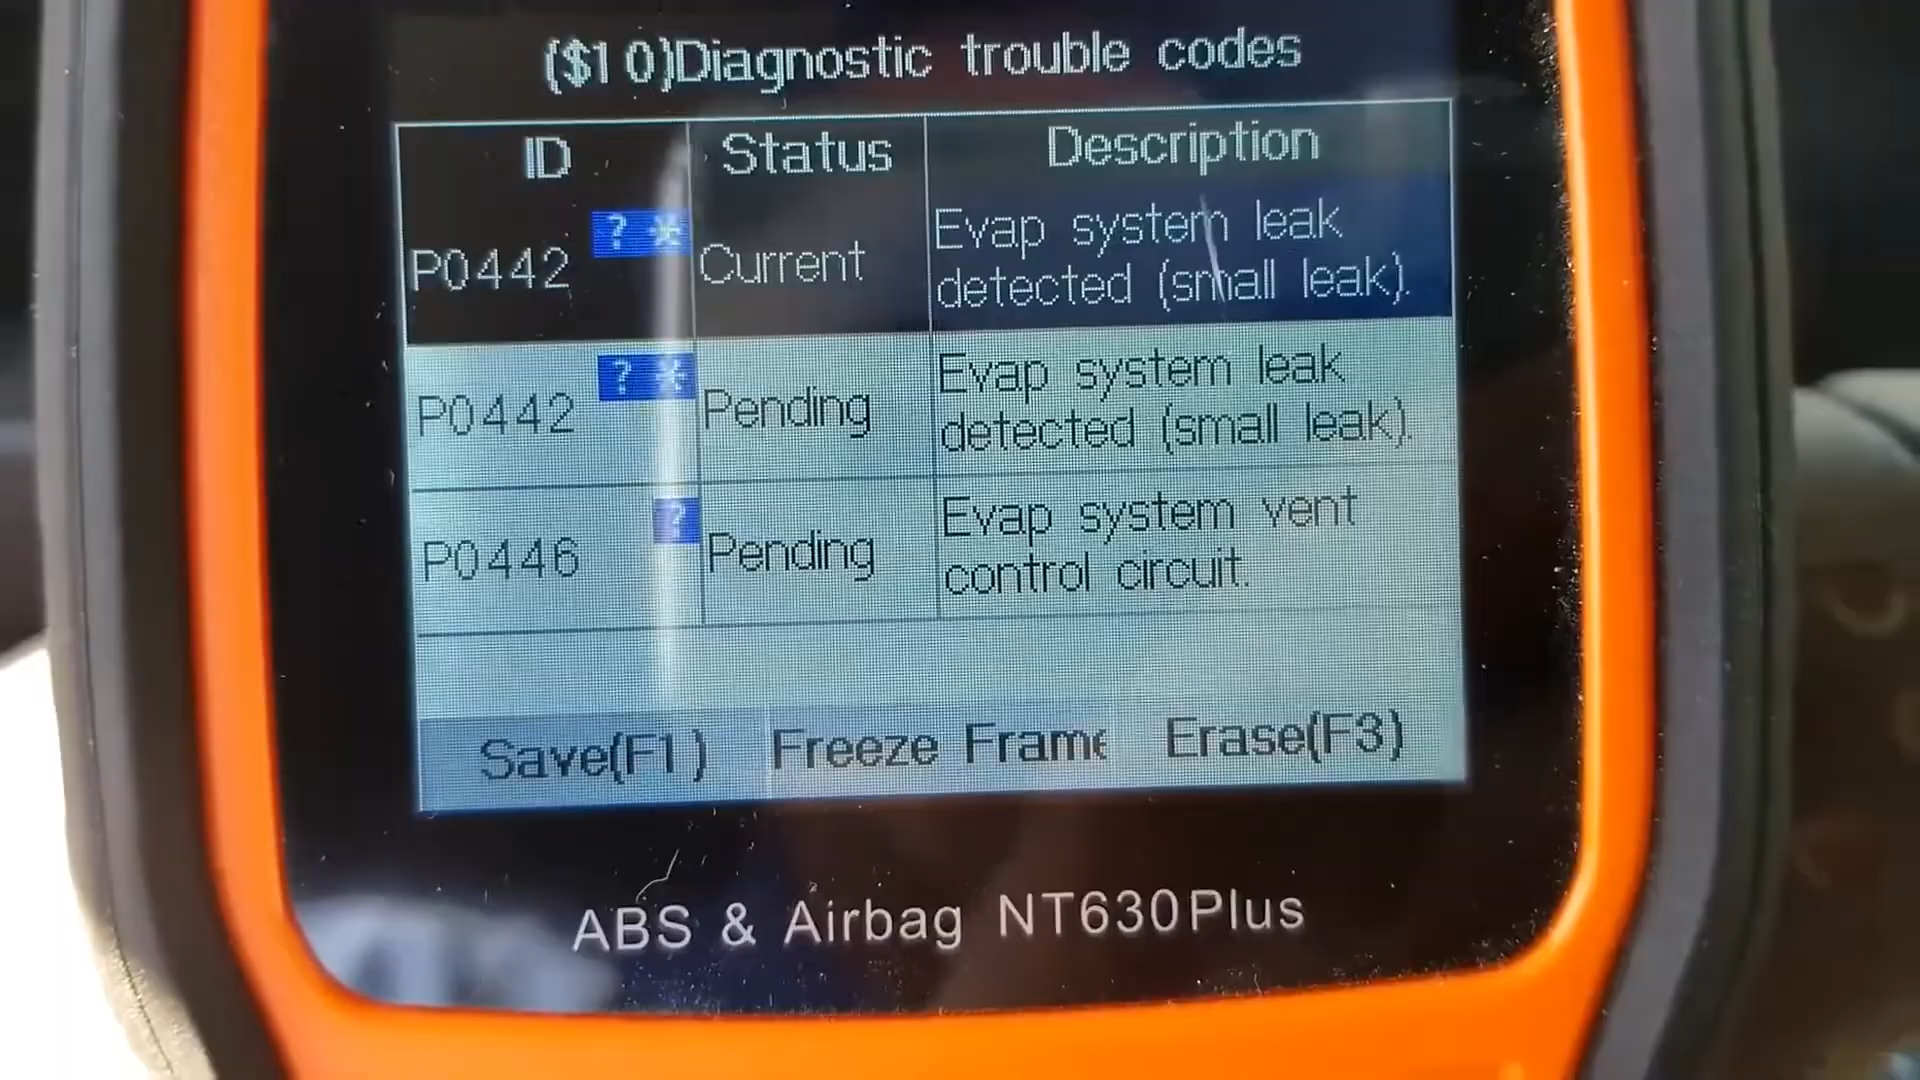 ($10)Diagnostic trouble codes
ID Status Description
P0442 ? * Current Evap system leak
detected (small leak).
P0442 ? * Pending Evap system leak
detected (small leak).
P0446 ? Pending Evap system vent
control circuit.
Save(F1) Freeze Frame Erase(F3)
ABS & Airbag NT630Plus